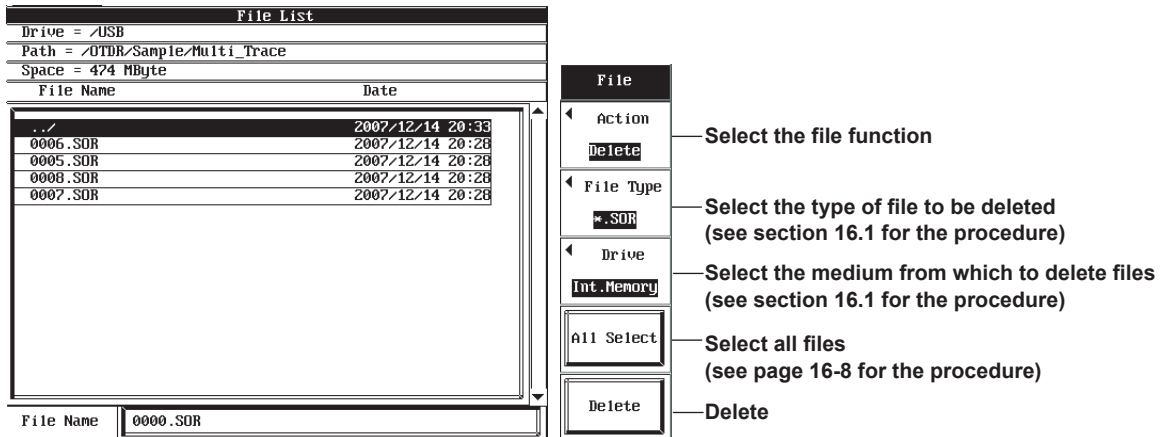 File List
Drive = /USB
Path = /OTDR/Sample/Multi_Trace
Space = 474 MByte
File Name Date
../ 2007/12/14 20:33
0006.SOR 2007/12/14 20:28
0005.SOR 2007/12/14 20:28
0008.SOR 2007/12/14 20:28
0007.SOR 2007/12/14 20:28
File Name 0000.SOR
File
Action
Delete
Select the file function
File Type
*.SOR
Select the type of file to be deleted
(see section 16.1 for the procedure)
Drive
Int.Memory
Select the medium from which to delete files
(see section 16.1 for the procedure)
All Select
Select all files
(see page 16-8 for the procedure)
Delete
Delete